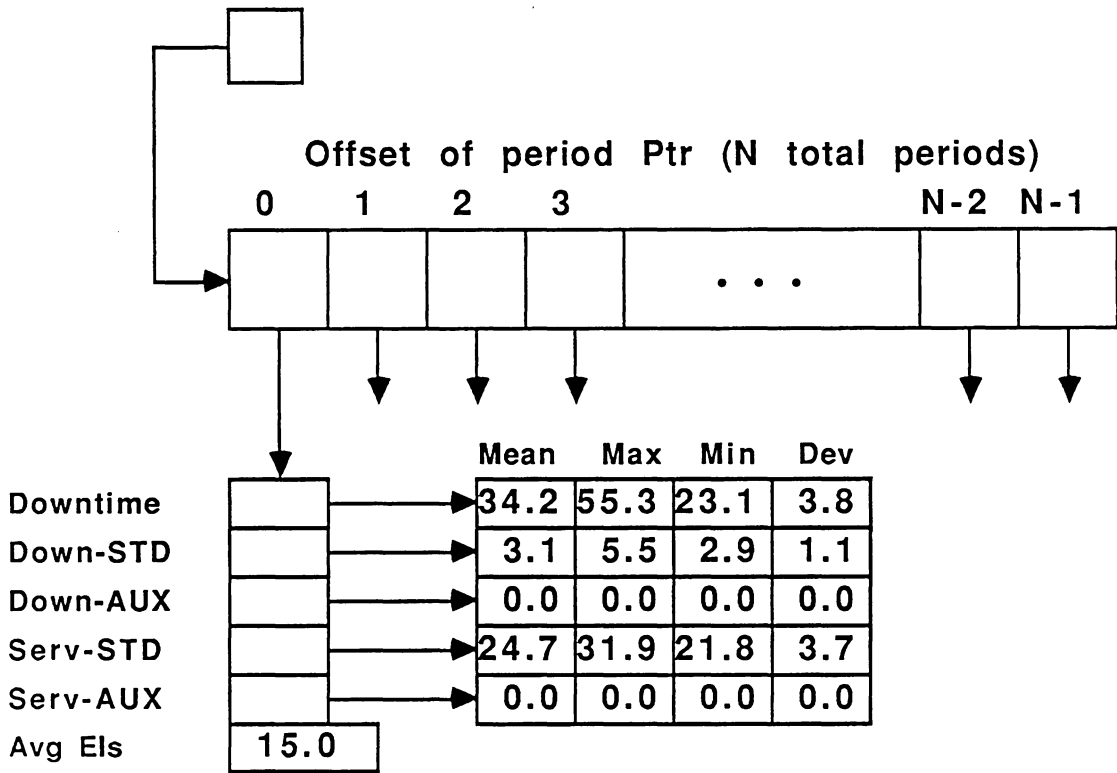 Offset of period Ptr (N total periods)
0 1 2 3 N-2 N-1
. . .
Mean Max Min Dev
Downtime 34.2 55.3 23.1 3.8
Down-STD 3.1 5.5 2.9 1.1
Down-AUX 0.0 0.0 0.0 0.0
Serv-STD 24.7 31.9 21.8 3.7
Serv-AUX 0.0 0.0 0.0 0.0
Avg Els 15.0